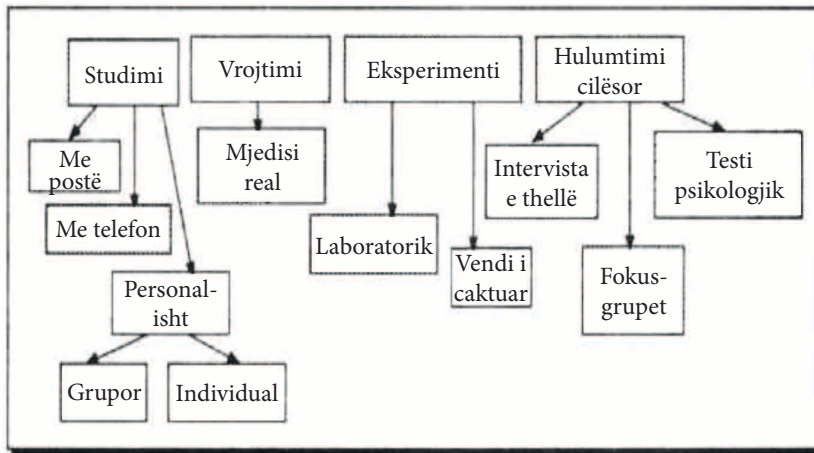 Studimi
Vrojtimi
Eksperimenti
Hulumtimi
cilësor
Me
postë
Me telefon
Personal-
isht
Grupor
Individual
Mjedisi
real
Laboratorik
Vendi i
caktuar
Intervista
e thellë
Fokus-
grupet
Testi
psikologjik